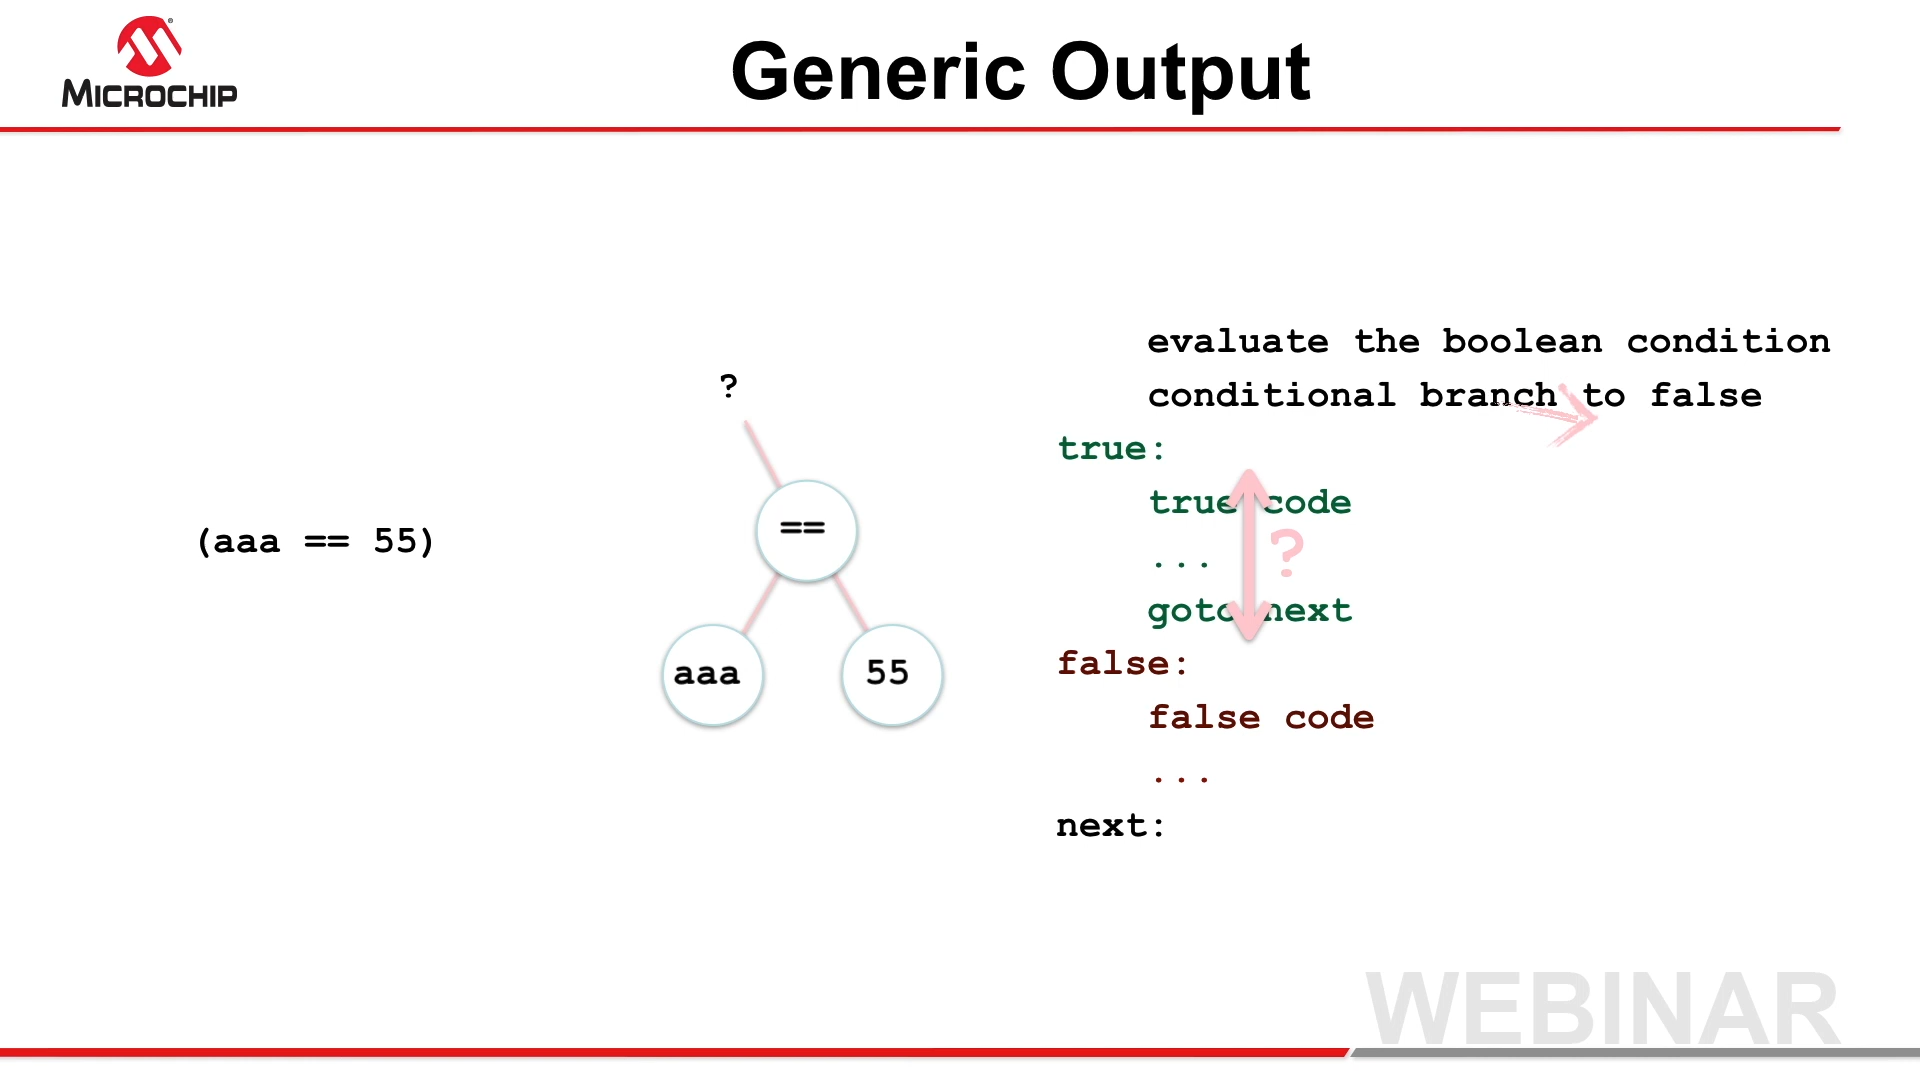 MICROCHIP
Generic Output
(aaa == 55)
?
==
aaa
55
evaluate the boolean condition
conditional branch to false
true:
true code
...
?
goto next
false:
false code
...
next:
WEBINAR